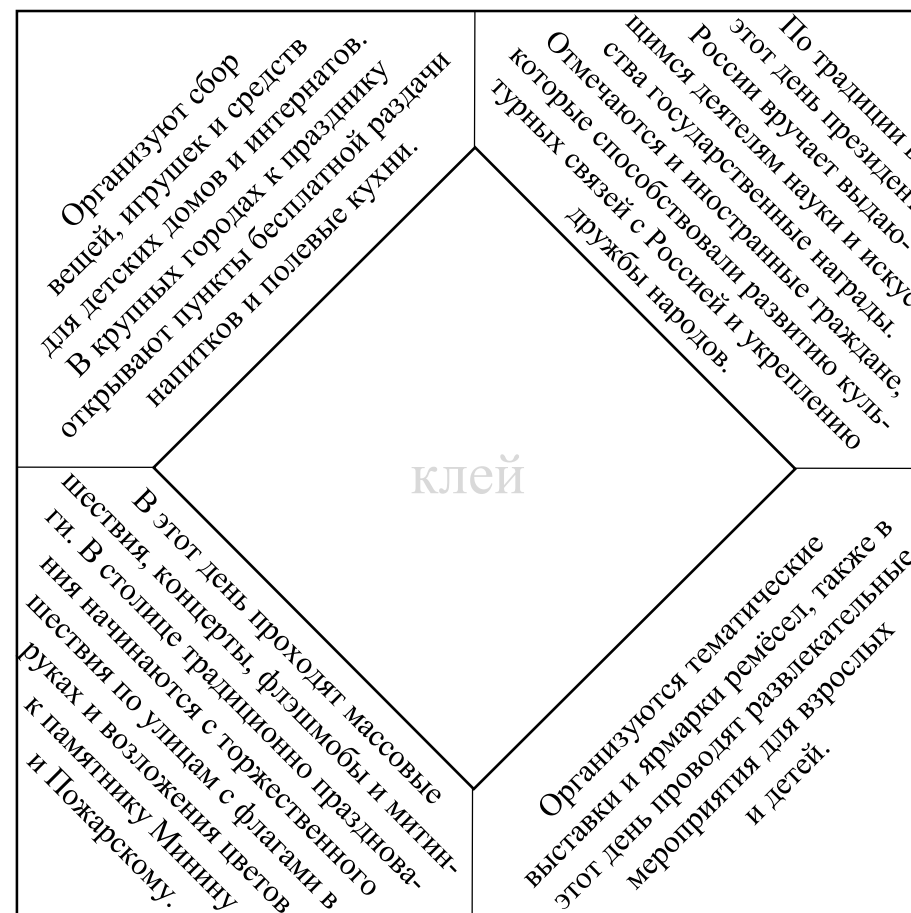 Организуют сбор
вещей, игрушек и средств
для детских домов и интернатов.
В крупных городах к празднику
открывают пункты бесплатной раздачи
напитков и полевые кухни.
По традиции в
этот день президент
России вручает выдаю-
щимся деятелям науки и искус
ства государственные награды.
Отмечаются и иностранные граждане,
которые способствовали развитию куль-
турных связей с Россией и укреплению
дружбы народов.
клей
В этот день проходят массовые
шествия, концерты, флэшмобы и митин-
ги. В столице традиционно празднова-
ния начинаются с торжественного
шествия по улицам с флагами в
руках и возложения цветов
к памятнику Минину
и Пожарскому.
Организуются тематические
выставки и ярмарки ремёсел, также в
этот день проводят развлекательные
мероприятия для взрослых
и детей.